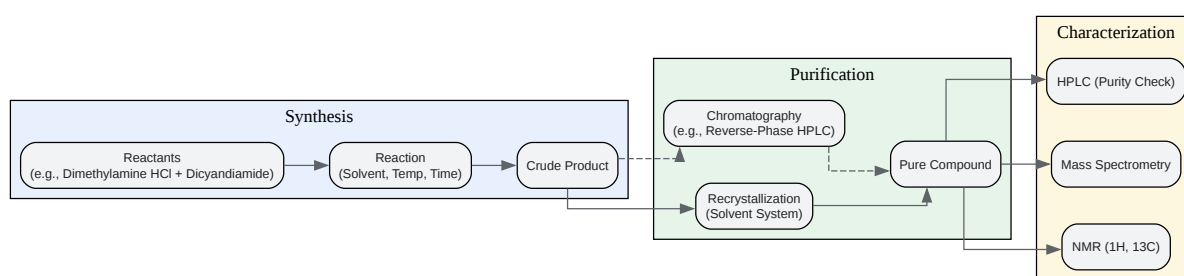 Synthesis
Reactants
(e.g., Dimethylamine HCl + Dicyandiamide)
Reaction
(Solvent, Temp, Time)
Crude Product
Purification
Chromatography
(e.g., Reverse-Phase HPLC)
Recrystallization
(Solvent System)
Pure Compound
Characterization
HPLC (Purity Check)
Mass Spectrometry
NMR (1H, 13C)